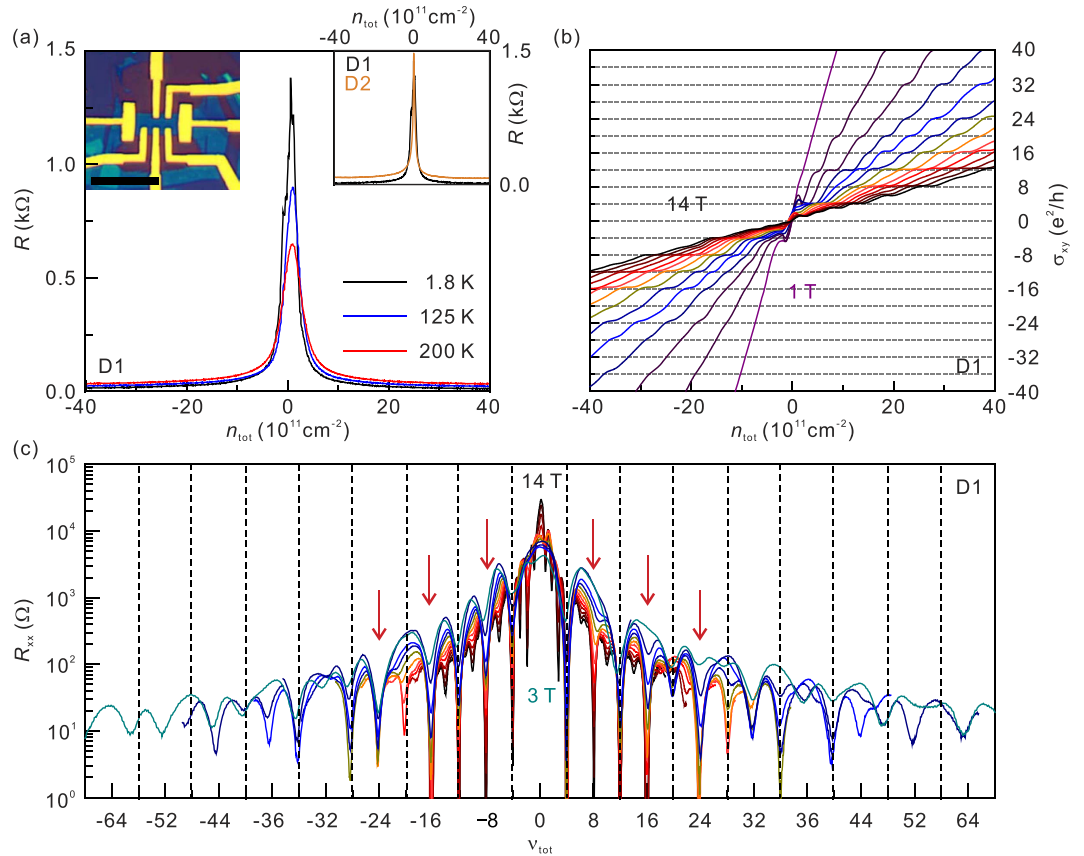 (a)
n_tot (10^11 cm^-2)
-40 0 40
1.5
1.0
0.5
0.0
R (kΩ)
D1
D2
1.5
0.0
R (kΩ)
1.8 K
125 K
200 K
D1
-40 -20 0 20 40
n_tot (10^11 cm^-2)
(b)
40
32
24
16
8
0
-8
-16
-24
-32
-40
σ_xy (e^2/h)
14 T
1 T
D1
-40 -20 0 20 40
n_tot (10^11 cm^-2)
(c)
10^5
10^4
10^3
10^2
10^1
10^0
R_xx (Ω)
14 T
D1
3 T
-64 -52 -44 -32 -24 -16 -8 0 8 16 24 32 36 44 52 64
ν_tot